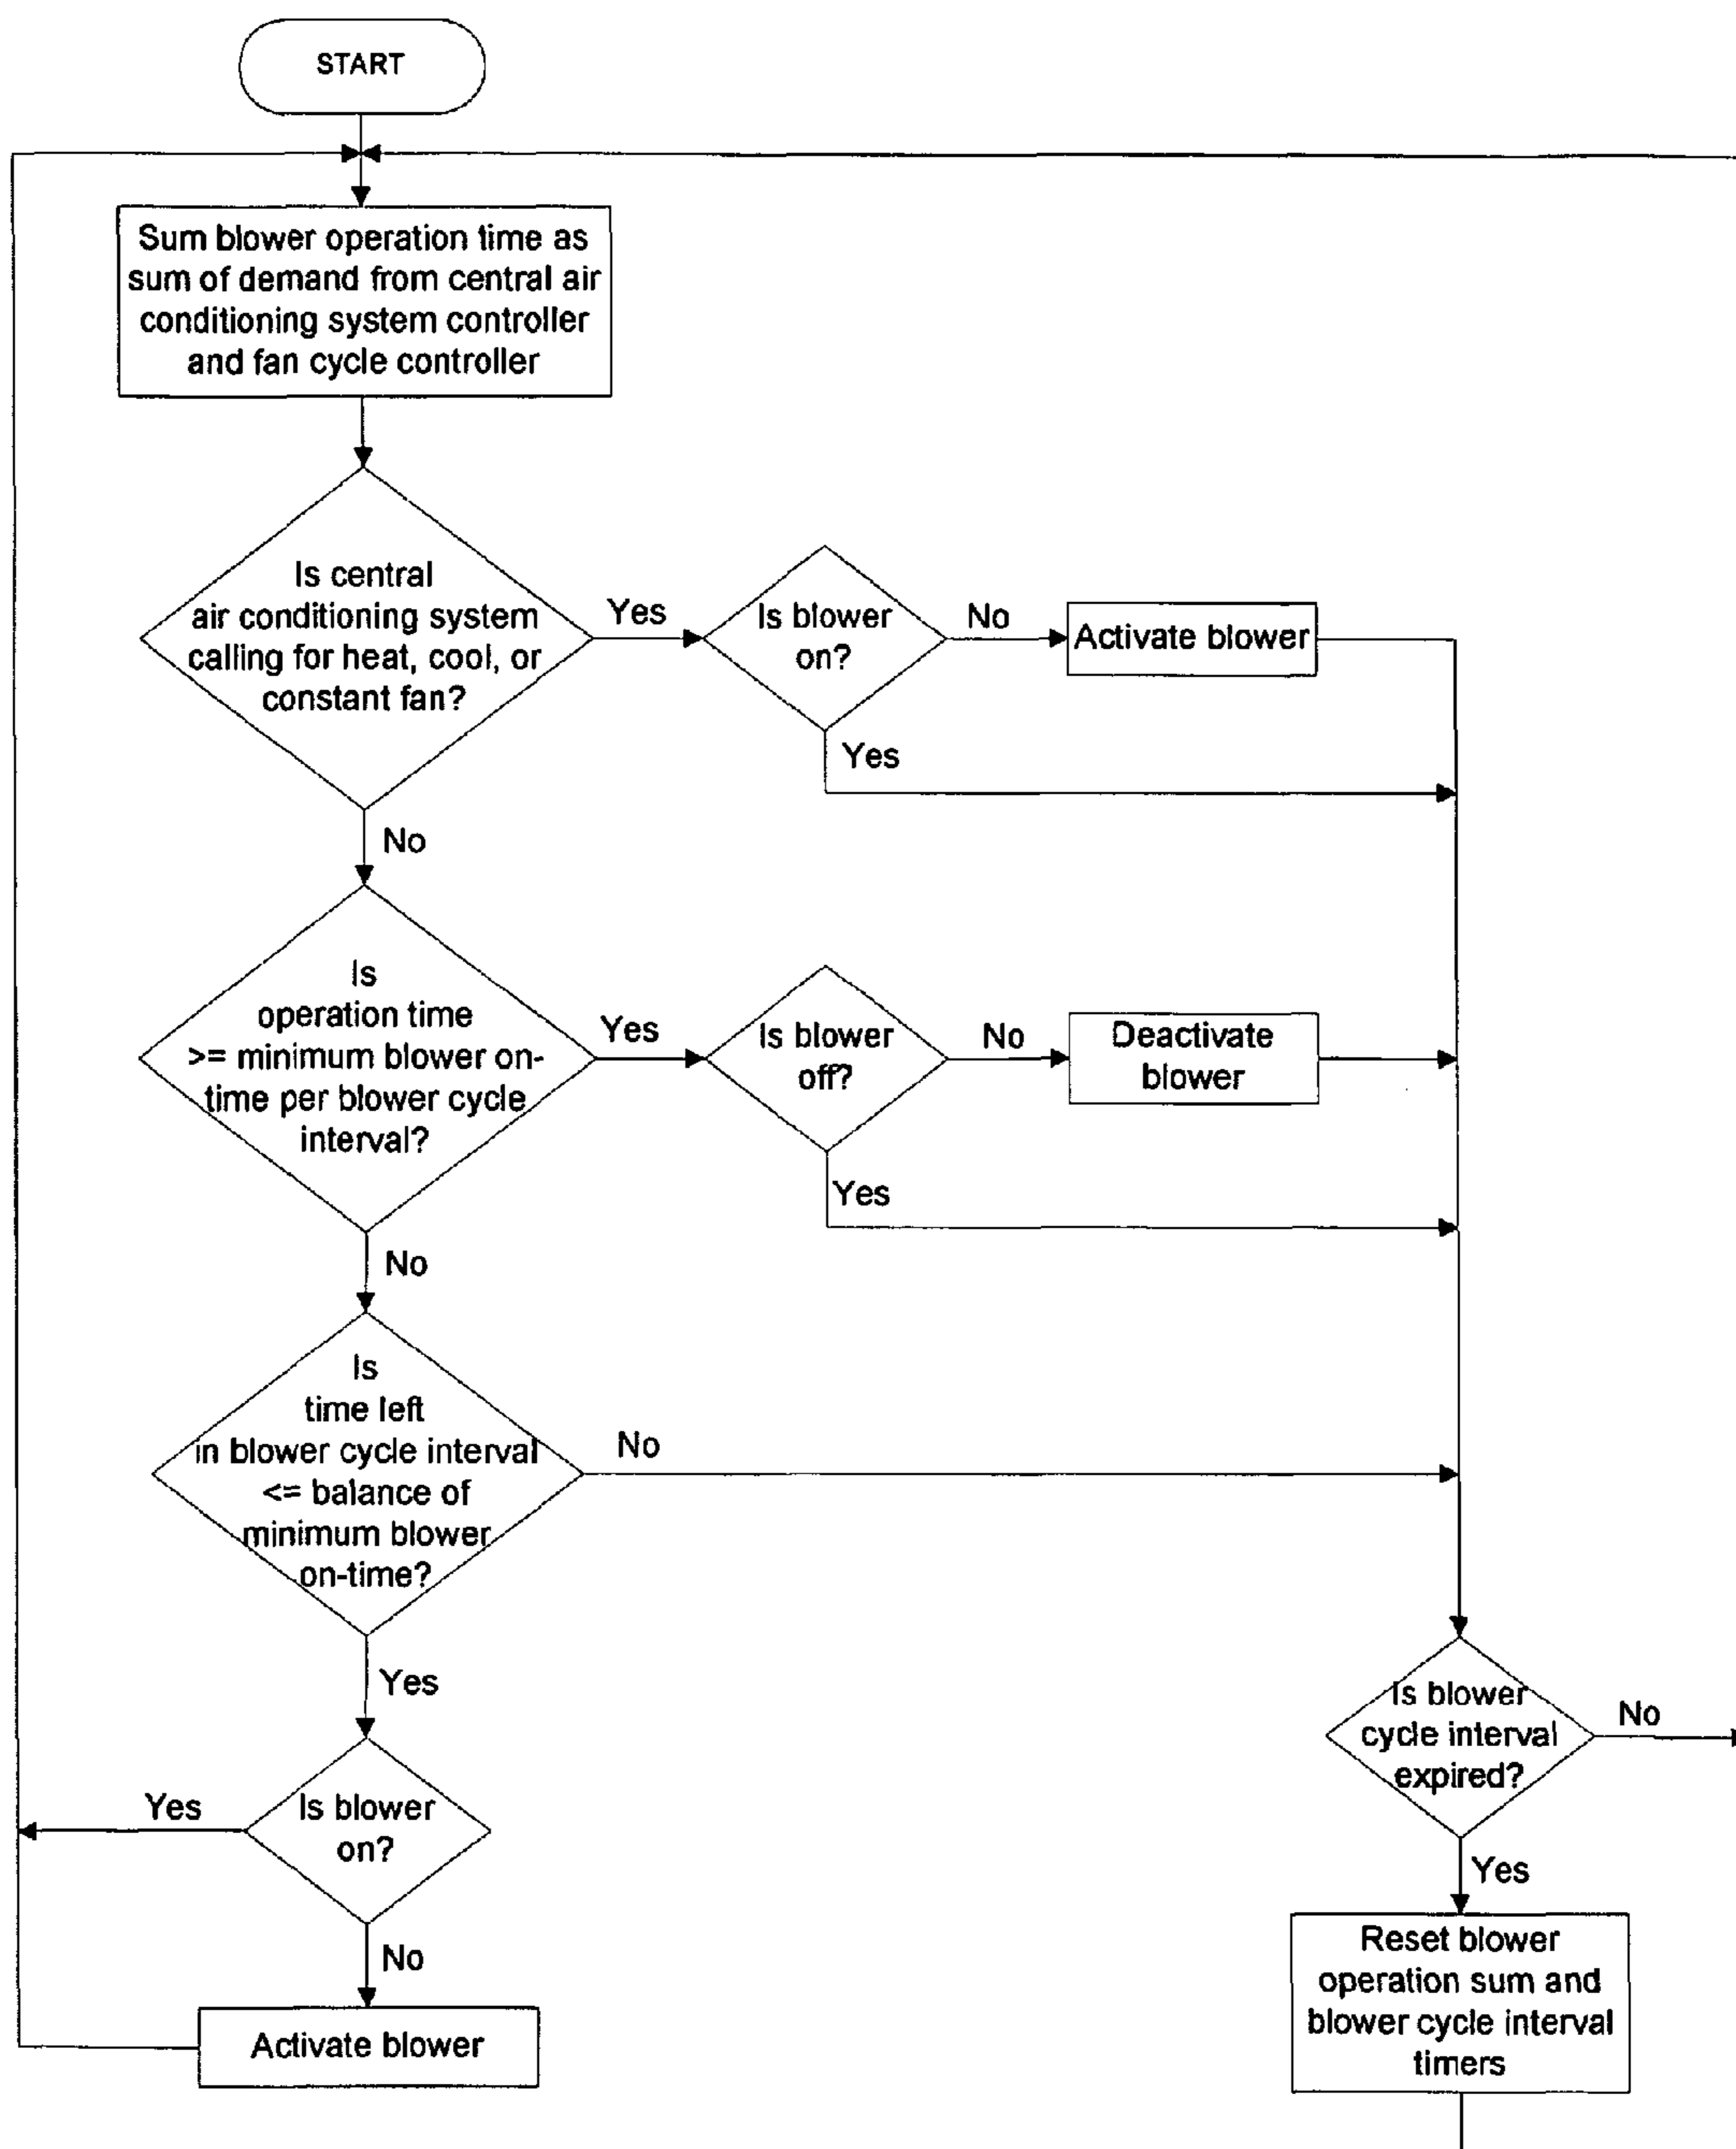 START
Sum blower operation time as
sum of demand from central air
conditioning system controller
and fan cycle controller
Is central
air conditioning system
calling for heat, cool, or
constant fan?
Yes
Is blower
on?
No
Activate blower
Yes
No
Is
operation time
>= minimum blower on-
time per blower cycle
interval?
Yes
Is blower
off?
No
Deactivate
blower
Yes
No
Is
time left
in blower cycle interval
<= balance of
minimum blower
on-time?
No
Yes
Is blower
on?
Yes
No
Activate blower
Is blower
cycle interval
expired?
No
Yes
Reset blower
operation sum and
blower cycle interval
timers